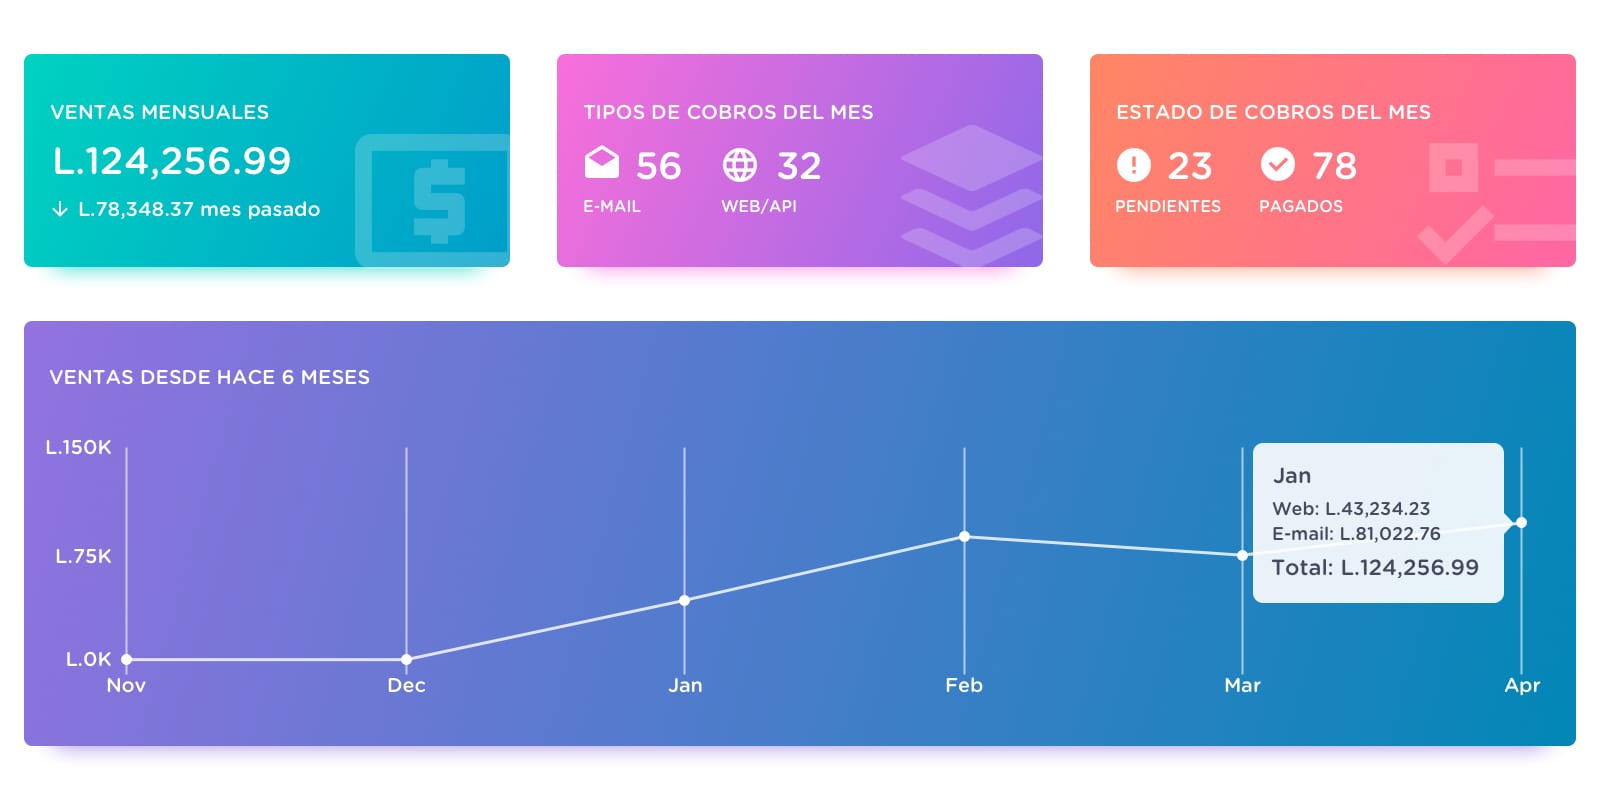 VENTAS MENSUALES
L.124,256.99
L.78,348.37 mes pasado
TIPOS DE COBROS DEL MES
56 32
E-MAIL WEB/API
ESTADO DE COBROS DEL MES
23 78
PENDIENTES PAGADOS
VENTAS DESDE HACE 6 MESES
L.150K
L.75K
L.0K
Jan
Web: L.43,234.23
E-mail: L.81,022.76
Total: L.124,256.99
Nov Dec Jan Feb Mar Apr